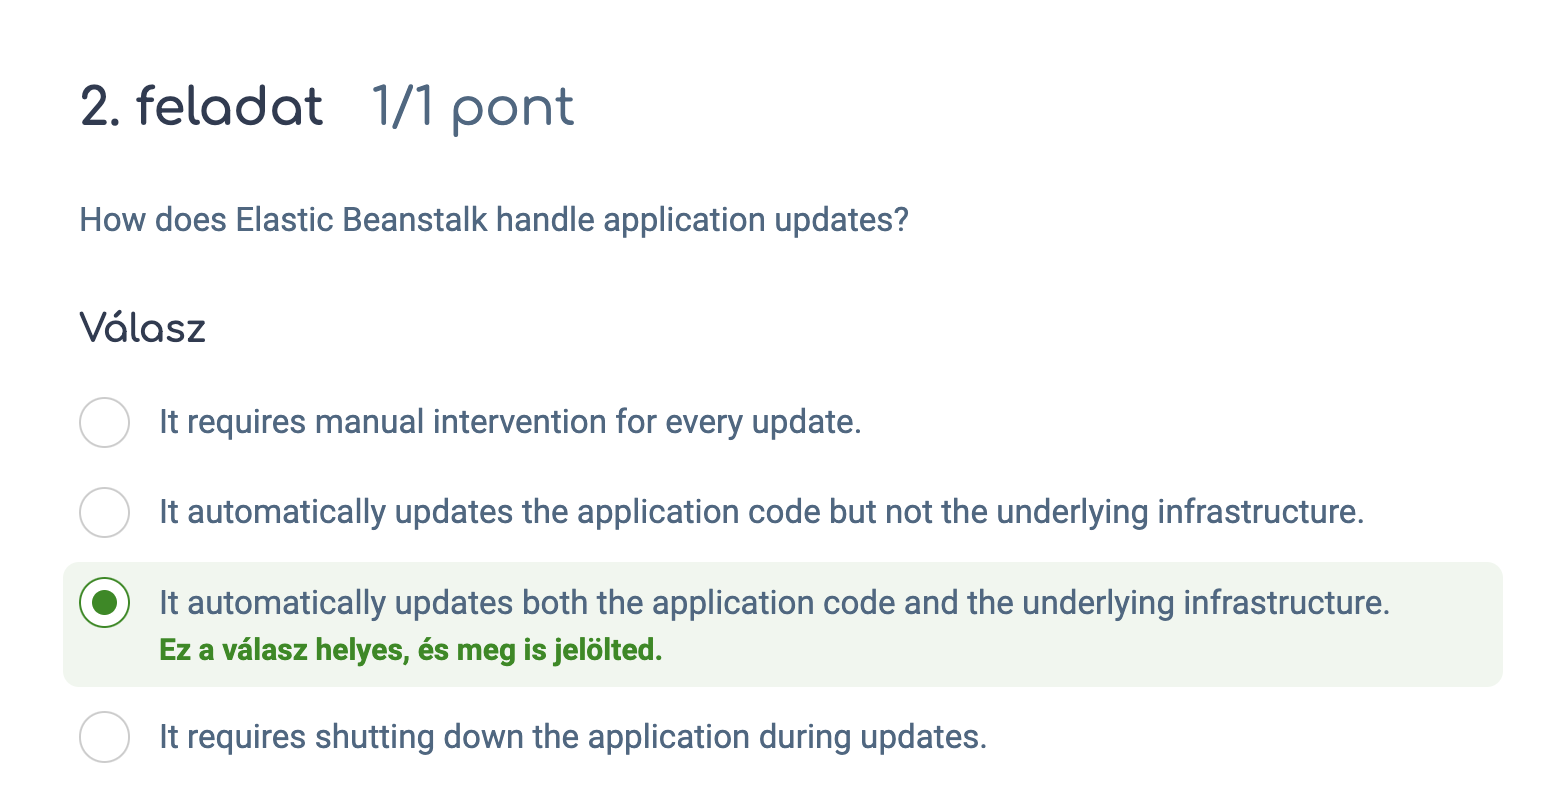 2. feladat 1/1 pont
How does Elastic Beanstalk handle application updates?
Válasz
It requires manual intervention for every update.
It automatically updates the application code but not the underlying infrastructure.
It automatically updates both the application code and the underlying infrastructure.
Ez a válasz helyes, és meg is jelölted.
It requires shutting down the application during updates.